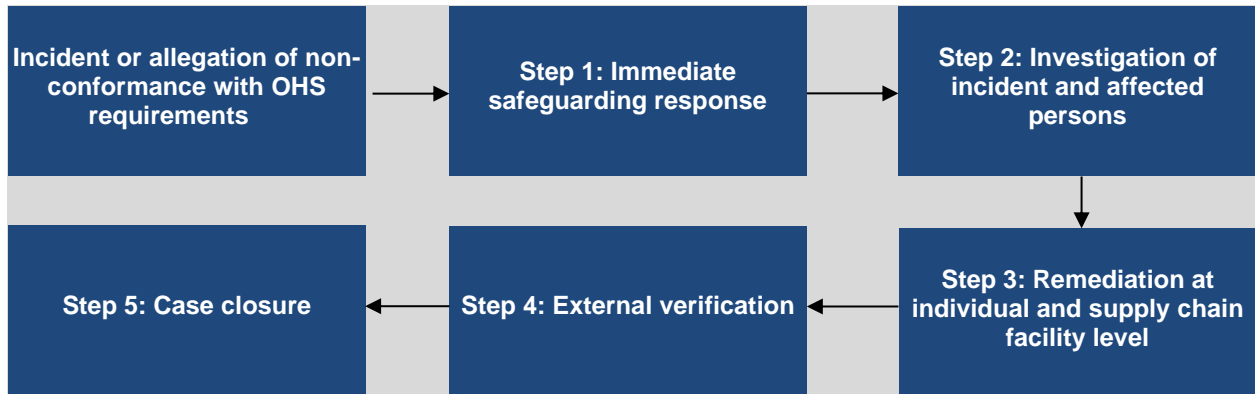 Incident or allegation of non-
conformance with OHS
requirements
Step 1: Immediate
safeguarding response
Step 2: Investigation of
incident and affected
persons
Step 3: Remediation at
individual and supply chain
facility level
Step 4: External verification
Step 5: Case closure